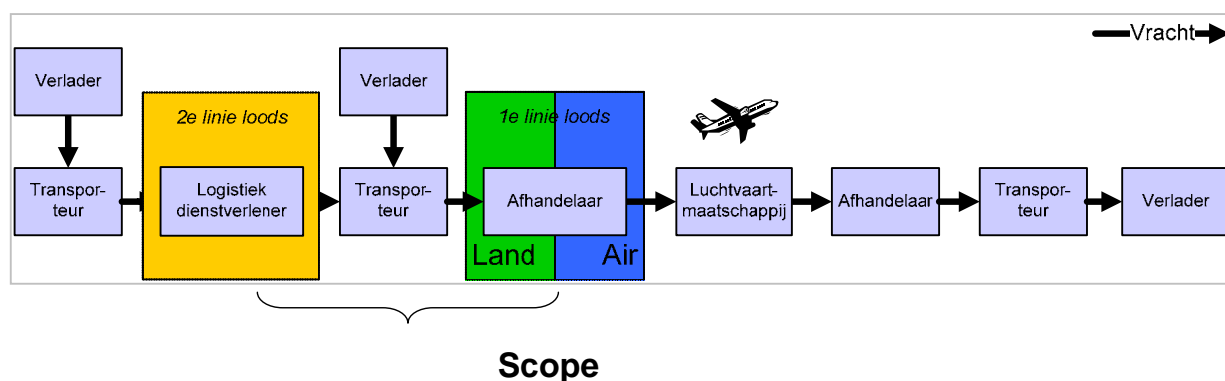 Vracht
Verlader
Verlader
2e linie loods
1e linie loods
Transpor-
teur
Logistiek
dienstverlener
Transpor-
teur
Afhandelaar
Luchtvaart-
maatschappij
Afhandelaar
Transpor-
teur
Verlader
Land
Air
Scope